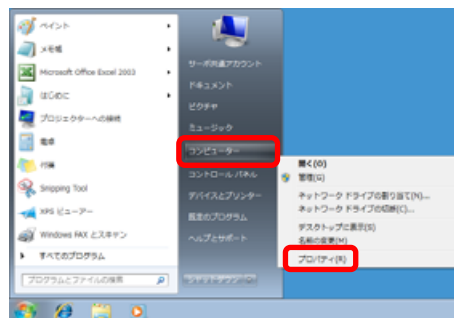 ペイント
メモ帳
Microsoft Office Excel 2003
プロジェクターへの接続
電卓
付箋
Snipping Tool
XPS ビューアー
Windows FAX とスキャン
すべてのプログラム
プログラムとファイルの検索
サーボ共通アカウント
ドキュメント
ピクチャ
ミュージック
コンピューター
コントロール パネル
デバイスとプリンター
既定のプログラム
ヘルプとサポート
シャットダウン
開く(O)
管理(G)
ネットワーク ドライブの割り当て(N)...
ネットワーク ドライブの切断(C)...
デスクトップに表示(S)
名前の変更(M)
プロパティ(R)